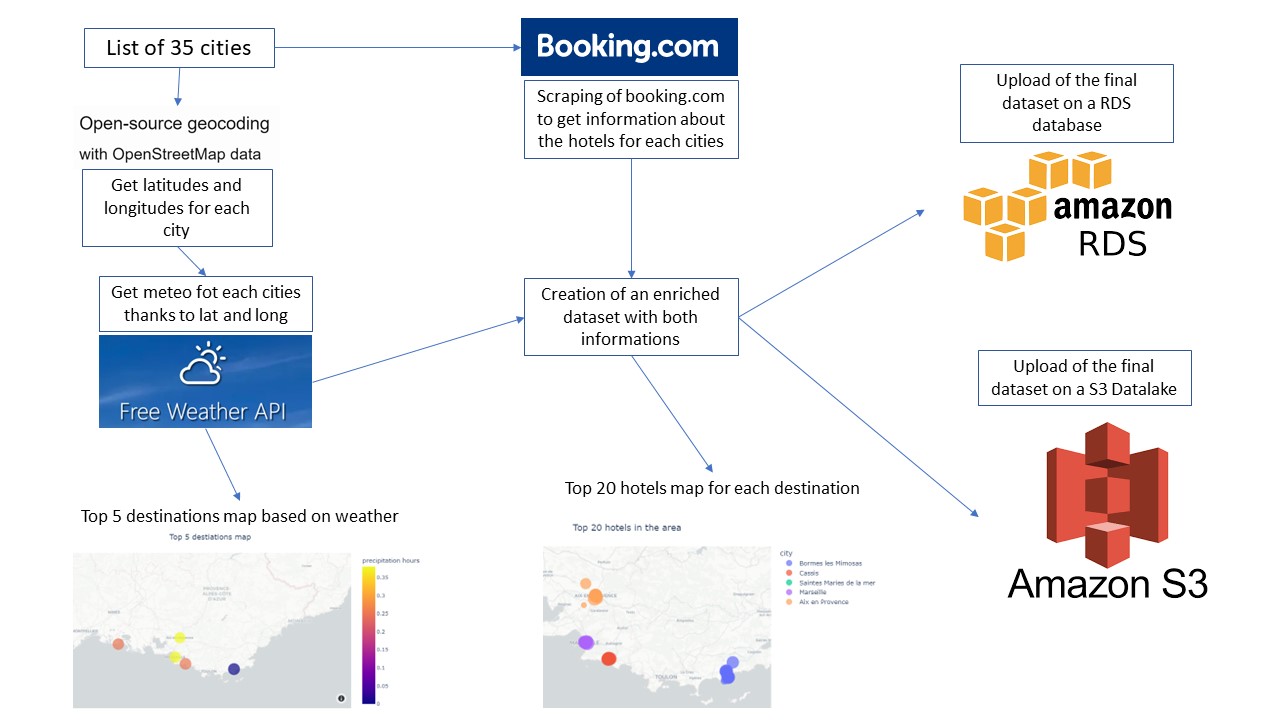 List of 35 cities
Open-source geocoding
with OpenStreetMap data
Get latitudes and
longitudes for each
city
Get meteo fot each cities
thanks to lat and long
Free Weather API
Top 5 destinations map based on weather
Top 5 destiations map
precipitation hours
0.35
0.3
0.25
0.2
0.15
0.1
0.05
0
Booking.com
Scraping of booking.com
to get information about
the hotels for each cities
Creation of an enriched
dataset with both
informations
Top 20 hotels map for each destination
Top 20 hotels in the area
TOULON
city
Bormes les Mimosas
Cassis
Saintes Maries de la mer
Marseille
Aix en Provence
Upload of the final
dataset on a RDS
database
amazon
RDS
Upload of the final
dataset on a S3 Datalake
Amazon S3